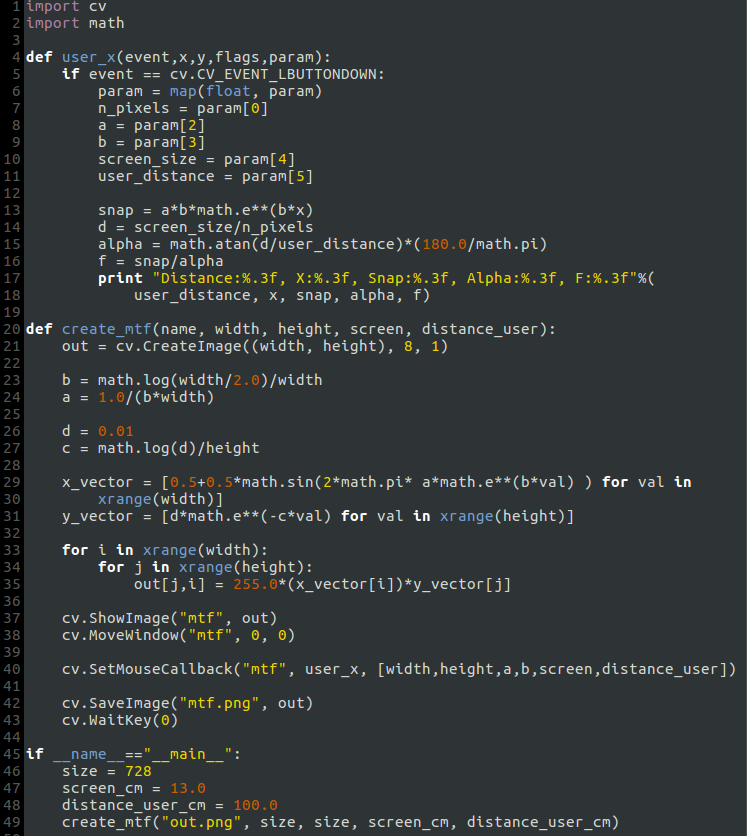 1 import cv
2 import math
3
4 def user_x(event,x,y,flags,param):
5     if event == cv.CV_EVENT_LBUTTONDOWN:
6         param = map(float, param)
7         n_pixels = param[0]
8         a = param[2]
9         b = param[3]
10         screen_size = param[4]
11         user_distance = param[5]
12
13         snap = a*b*math.e**(b*x)
14         d = screen_size/n_pixels
15         alpha = math.atan(d/user_distance)*(180.0/math.pi)
16         f = snap/alpha
17         print "Distance:%.3f, X:%.3f, Snap:%.3f, Alpha:%.3f, F:%.3f"%(
18             user_distance, x, snap, alpha, f)
19
20 def create_mtf(name, width, height, screen, distance_user):
21     out = cv.CreateImage((width, height), 8, 1)
22
23     b = math.log(width/2.0)/width
24     a = 1.0/(b*width)
25
26     d = 0.01
27     c = math.log(d)/height
28
29     x_vector = [0.5+0.5*math.sin(2*math.pi* a*math.e**(b*val) ) for val in
30         xrange(width)]
31     y_vector = [d*math.e**(-c*val) for val in xrange(height)]
32
33     for i in xrange(width):
34         for j in xrange(height):
35             out[j,i] = 255.0*(x_vector[i])*y_vector[j]
36
37     cv.ShowImage("mtf", out)
38     cv.MoveWindow("mtf", 0, 0)
39
40     cv.SetMouseCallback("mtf", user_x, [width,height,a,b,screen,distance_user])
41
42     cv.SaveImage("mtf.png", out)
43     cv.WaitKey(0)
44
45 if __name__=="__main__":
46     size = 728
47     screen_cm = 13.0
48     distance_user_cm = 100.0
49     create_mtf("out.png", size, size, screen_cm, distance_user_cm)